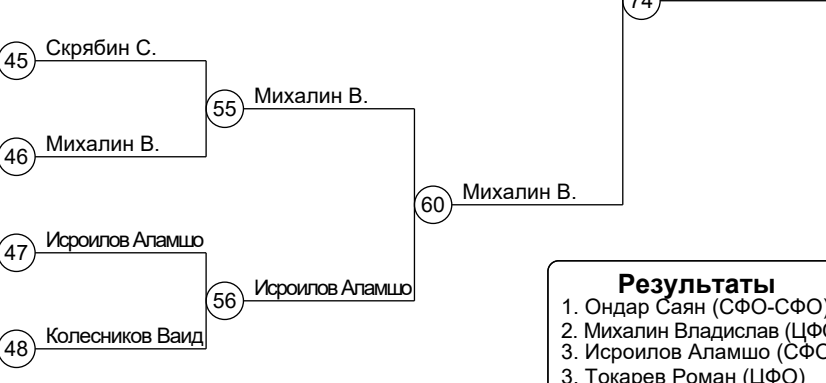 74
45 Скрябин С.
55 Михалин В.
46 Михалин В.
60 Михалин В.
47 Исроилов Аламшо
56 Исроилов Аламшо
48 Колесников Ваид
Результаты
1. Ондар Саян (СФО-СФО)
2. Михалин Владислав (ЦФО
3. Исроилов Аламшо (СФО
3. Токарев Роман (ЦФО)